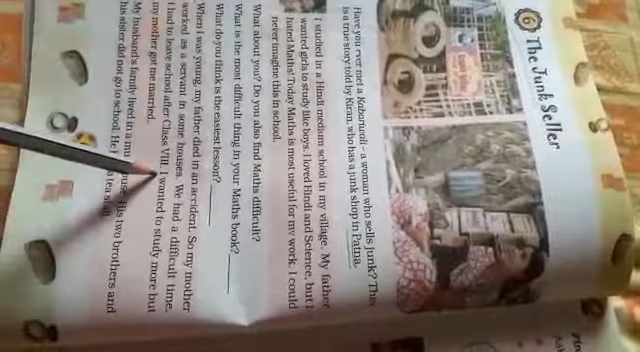 6
The Junk Seller
Have you ever met a Kabariwali – a woman who sells junk? This
is a true story told by Kiran, who has a junk shop in Patna.
I studied in a Hindi medium school in my village. My father
wanted girls to study like boys. I loved Hindi and Science, but I
hated Maths! Today Maths is most useful for my work. I could
never imagine this in school.
What about you? Do you also find Maths difficult?
What is the most difficult thing in your Maths book?
What do you think is the easiest lesson?
When I was young, my father died in an accident. So my mother
worked as a servant in some houses. We had a difficult time.
I had to leave school after Class VIII. I wanted to study more but
my mother got me married.
My husband's family lived in a His two brothers and
his sister did not go to school. He tea stall